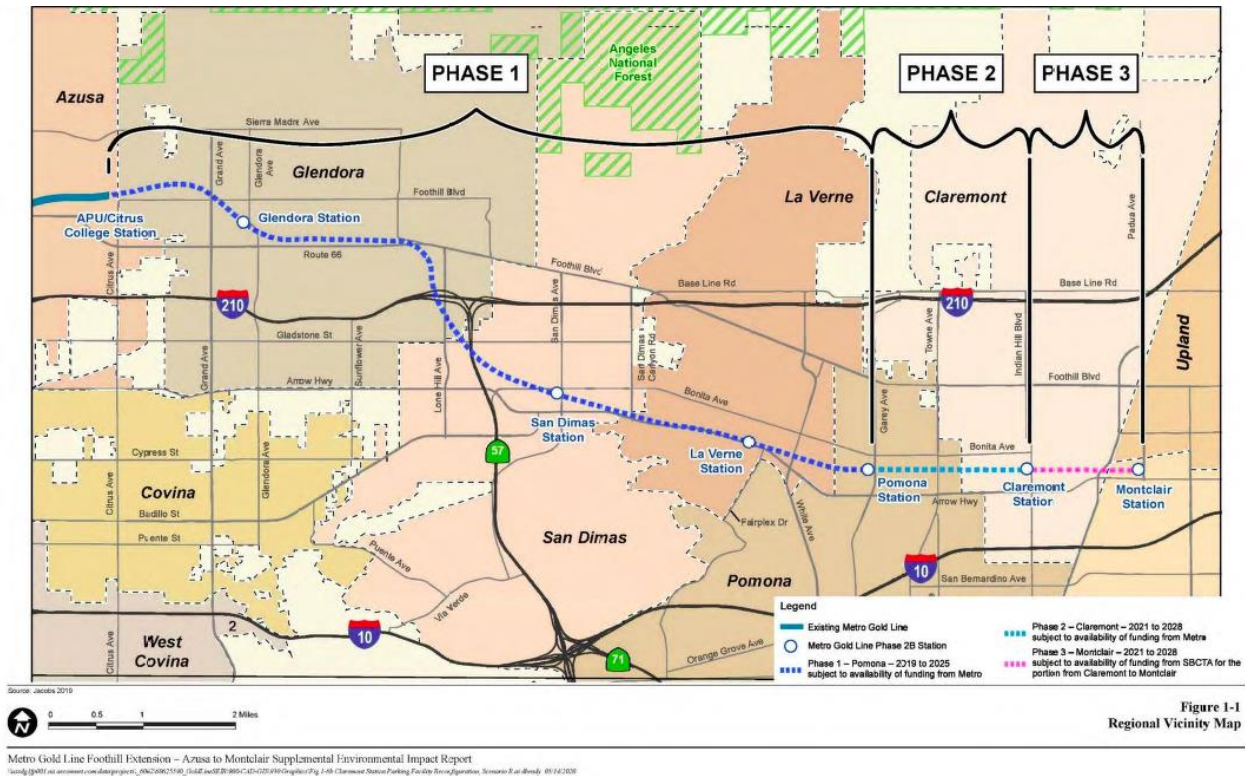 PHASE 1
PHASE 2
PHASE 3
Angeles
National
Forest
Azusa
Sierra Madre Ave
Grand Ave
Glendora
Ave
Glendora
Foothill Blvd
La Verne
Claremont
Padua Ave
APU/Citrus
College Station
Glendora Station
Route 66
Citrus Ave
Foothill Blvd
San Dimas Ave
Base Line Rd
Base Line Rd
210
210
Gladstone St
Grand Ave
Sunflower Ave
Lone Hill Ave
San Dimas
Canyon Rd
Towne Ave
Indian Hill Blvd
Upland
Arrow Hwy
Foothill Blvd
Bonita Ave
Garey Ave
San Dimas
Station
Bonita Ave
57
La Verne
Station
Cypress St
Glendora Ave
Covina
Citrus Ave
Badillo St
Puente St
Pomona
Station
Claremont
Station
Montclair
Station
Arrow Hwy
White Ave
Fairplex Dr
San Dimas
Puente Ave
Via Verde
Pomona
10
San Bernardino Ave
West
Covina
Citrus Ave
2
10
71
Orange Grove Ave
Legend
Existing Metro Gold Line
Metro Gold Line Phase 2B Station
Phase 1 – Pomona – 2019 to 2025
subject to availability of funding from Metro
Phase 2 – Claremont – 2021 to 2028
subject to availability of funding from Metro
Phase 3 – Montclair – 2021 to 2028
subject to availability of funding from SBCTA for the
portion from Claremont to Montclair
Source: Jacobs 2019
N
0 0.5 1 2 Miles
Figure 1-1
Regional Vicinity Map
Metro Gold Line Foothill Extension – Azusa to Montclair Supplemental Environmental Impact Report